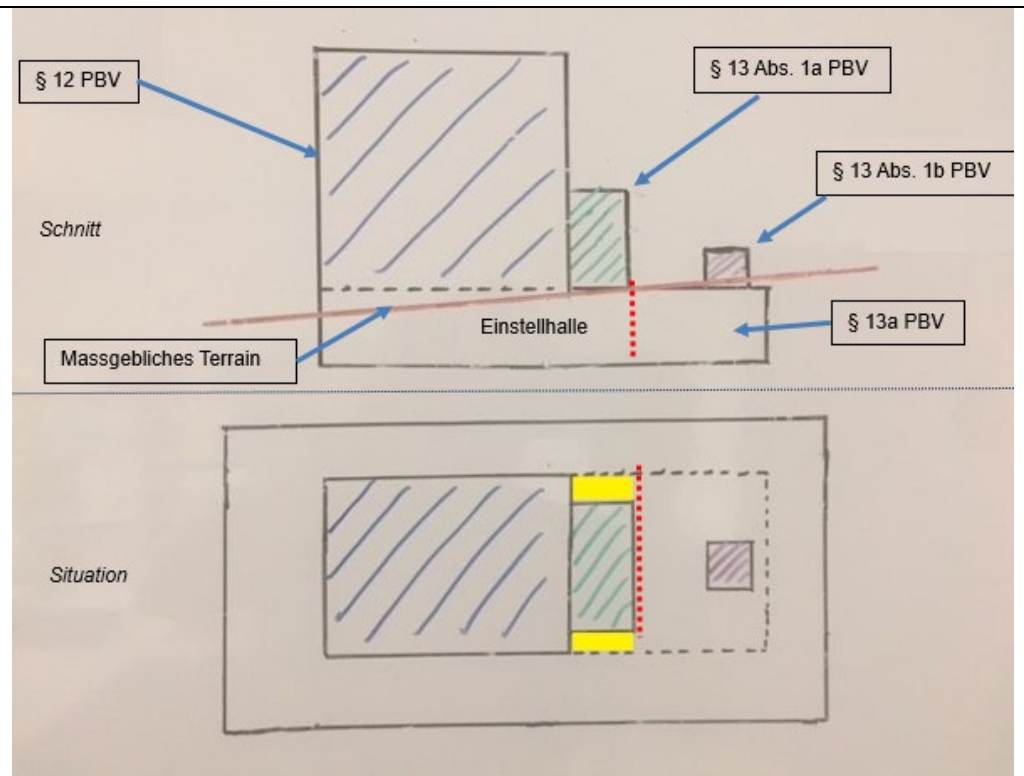 § 12 PBV
§ 13 Abs. 1a PBV
§ 13 Abs. 1b PBV
Schnitt
Einstellhalle
§ 13a PBV
Massgebliches Terrain
Situation